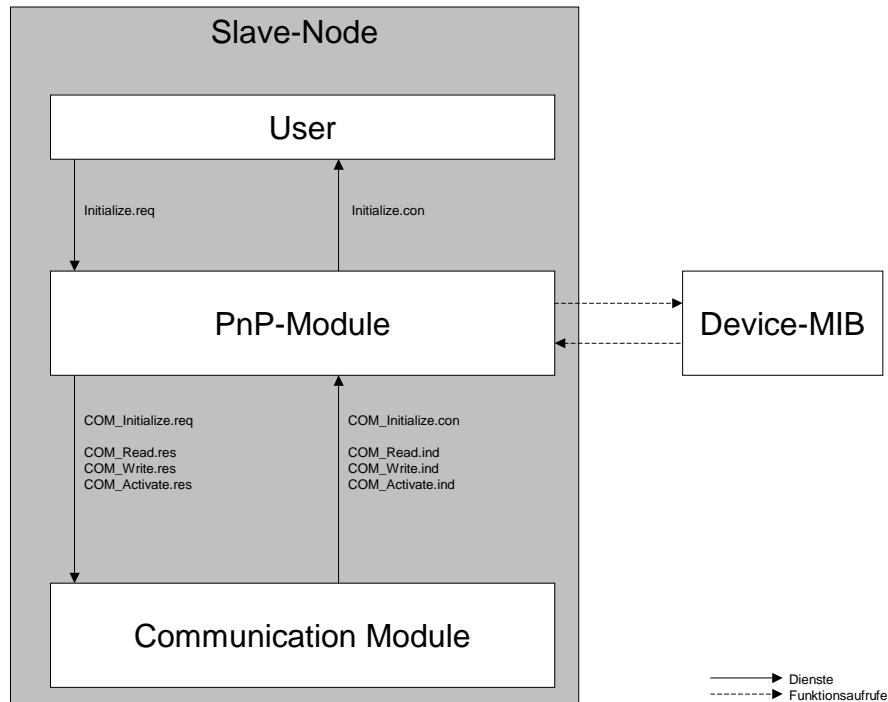 Slave-Node
User
Initialize.req
Initialize.con
PnP-Module
Device-MIB
COM_Initialize.req
COM_Read.res
COM_Write.res
COM_Activate.res
COM_Initialize.con
COM_Read.ind
COM_Write.ind
COM_Activate.ind
Communication Module
Dienste
Funktionsaufrufe